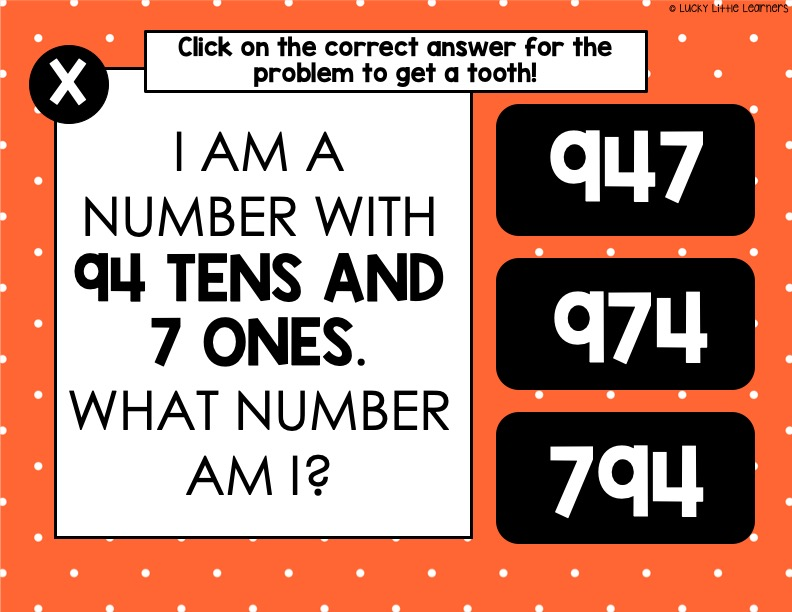 © Lucky Little Learners
Click on the correct answer for the
problem to get a tooth!
X
I AM A
NUMBER WITH
94 TENS AND
7 ONES.
WHAT NUMBER
AM I?
947
974
794